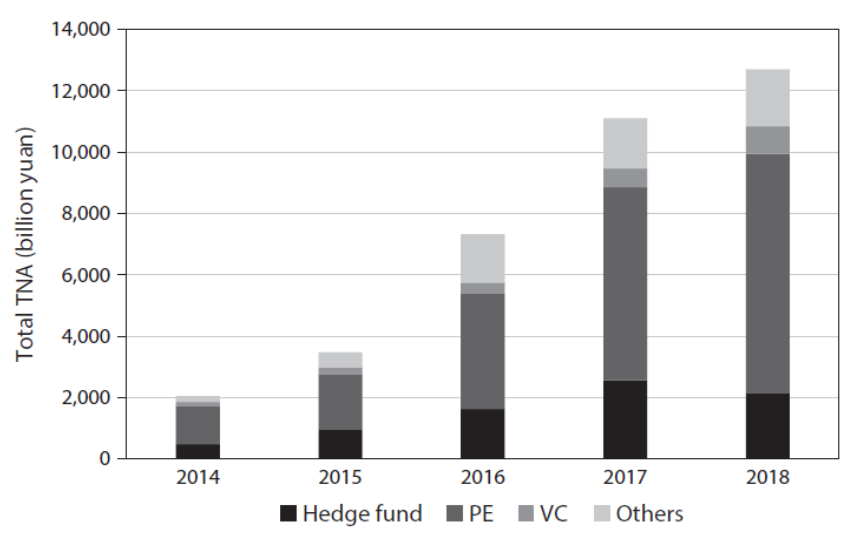 Total TNA (billion yuan)
14,000
12,000
10,000
8,000
6,000
4,000
2,000
0
2014 2015 2016 2017 2018
Hedge fund PE VC Others